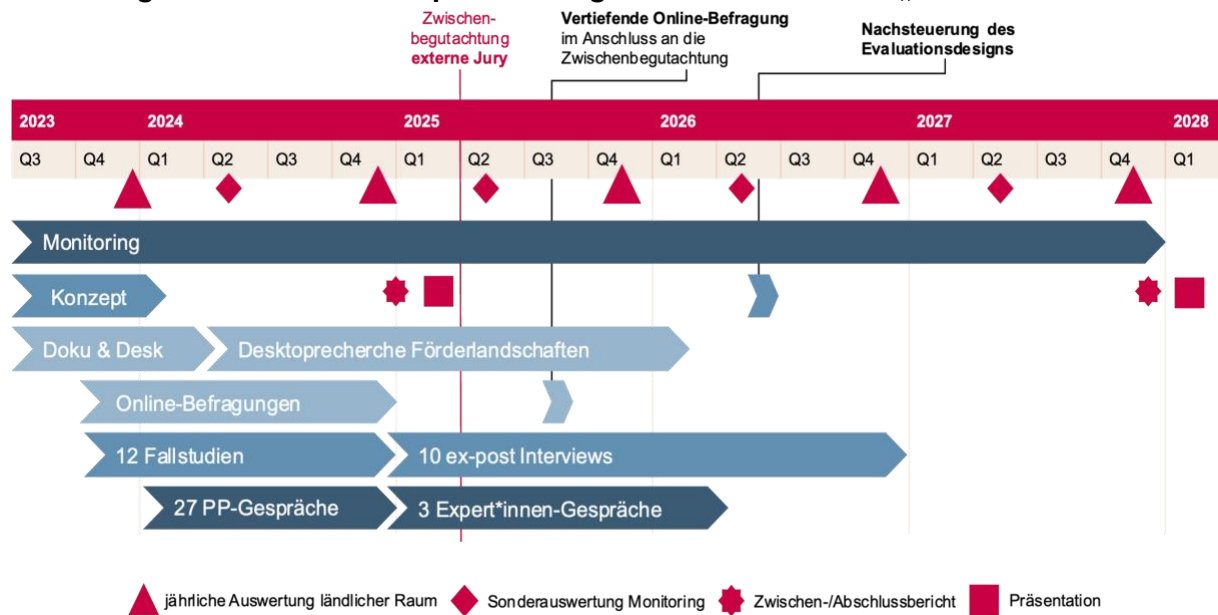 Zwischen-
begutachtung
externe Jury
Vertiefende Online-Befragung
im Anschluss an die
Zwischenbegutachtung
Nachsteuerung des
Evaluationsdesigns
2023 2024 2025 2026 2027 2028
Q3 Q4 Q1 Q2 Q3 Q4 Q1 Q2 Q3 Q4 Q1 Q2 Q3 Q4 Q1 Q2 Q3 Q4 Q1
Monitoring
Konzept
Doku & Desk Desktoprecherche Förderlandschaften
Online-Befragungen
12 Fallstudien 10 ex-post Interviews
27 PP-Gespräche 3 Expert*innen-Gespräche
jährliche Auswertung ländlicher Raum Sonderauswertung Monitoring Zwischen-/Abschlussbericht Präsentation